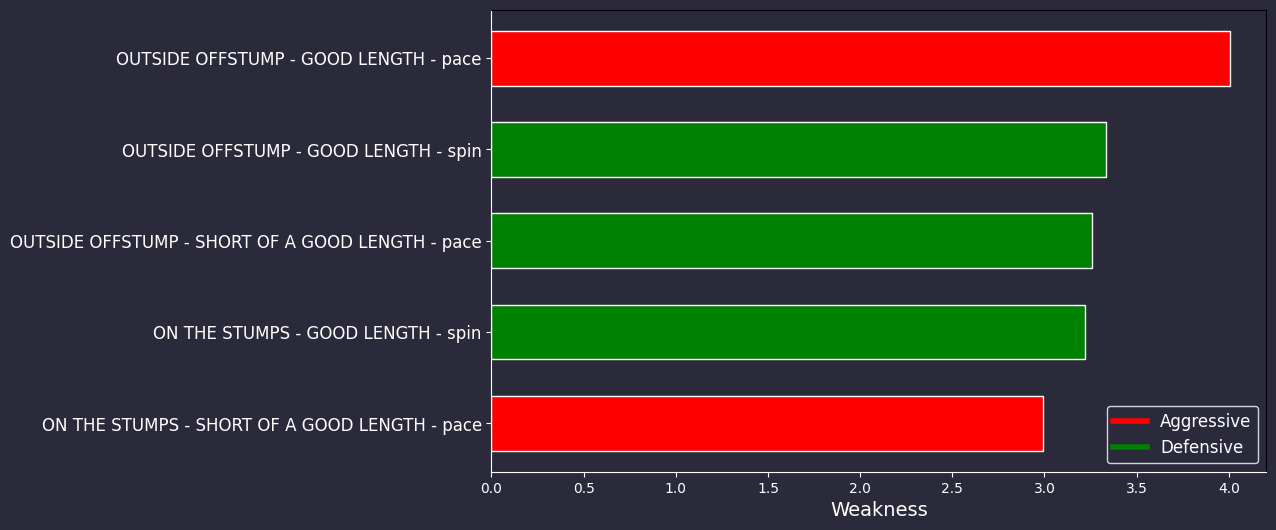 OUTSIDE OFFSTUMP - GOOD LENGTH - pace
OUTSIDE OFFSTUMP - GOOD LENGTH - spin
OUTSIDE OFFSTUMP - SHORT OF A GOOD LENGTH - pace
ON THE STUMPS - GOOD LENGTH - spin
ON THE STUMPS - SHORT OF A GOOD LENGTH - pace
Aggressive
Defensive
0.0 0.5 1.0 1.5 2.0 2.5 3.0 3.5 4.0
Weakness